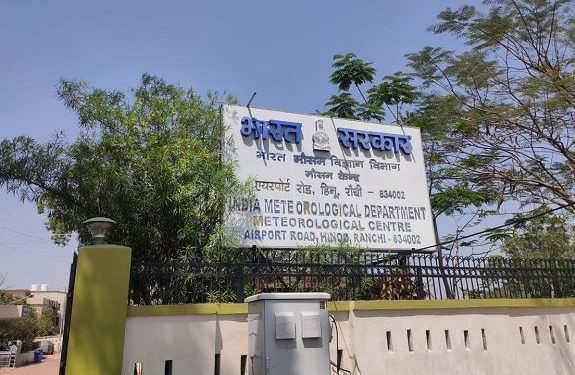 भारत सरकार
भारत मौसम विज्ञान विभाग
मौसम केन्द्र
एयरपोर्ट रोड, हिनू, राँची - 834002
INDIA METEOROLOGICAL DEPARTMENT
METEOROLOGICAL CENTRE
AIRPORT ROAD, HINOO, RANCHI - 834002